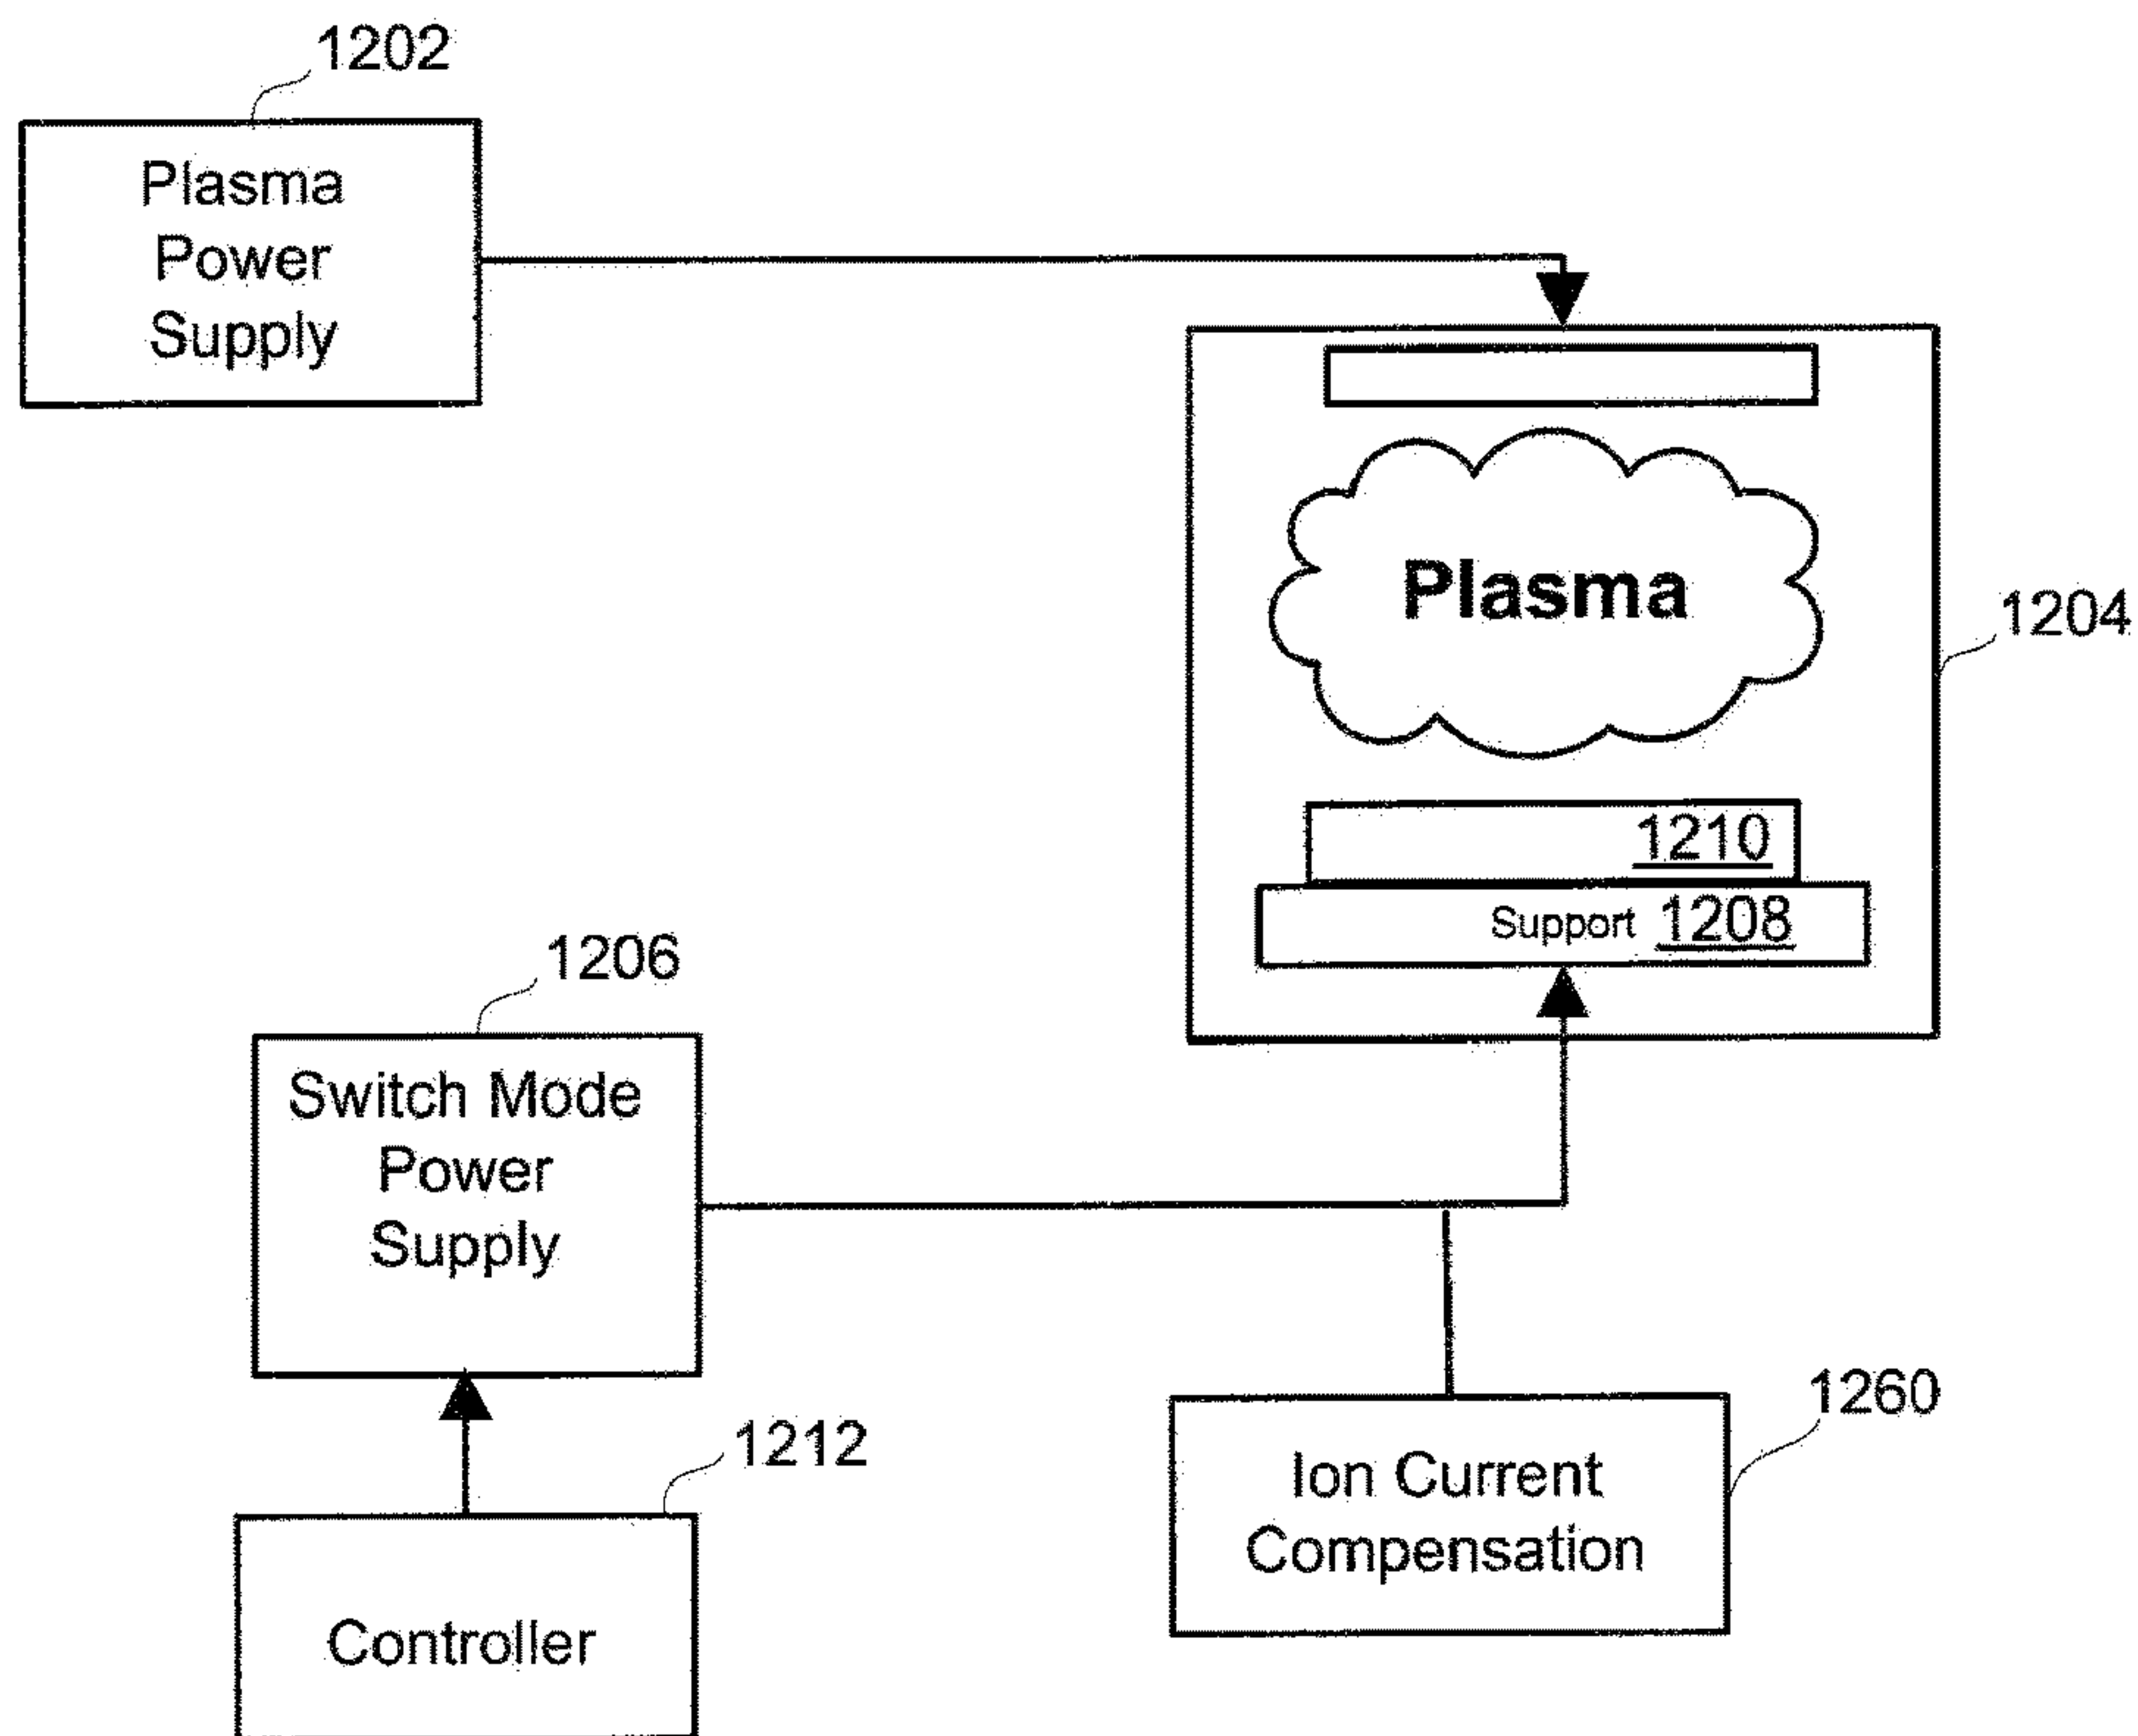 1202
Plasma
Power
Supply
Plasma
1204
1210
Support 1208
1206
Switch Mode
Power
Supply
1212
Controller
1260
Ion Current
Compensation